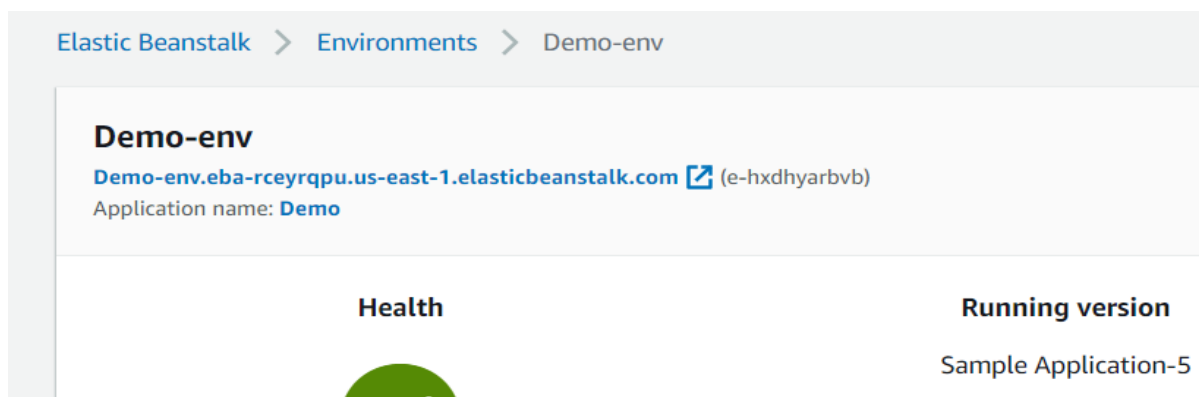 Elastic Beanstalk > Environments > Demo-env
Demo-env
Demo-env.eba-rceyrqpu.us-east-1.elasticbeanstalk.com (e-hxdhyarbvb)
Application name: Demo
Health
Running version
Sample Application-5